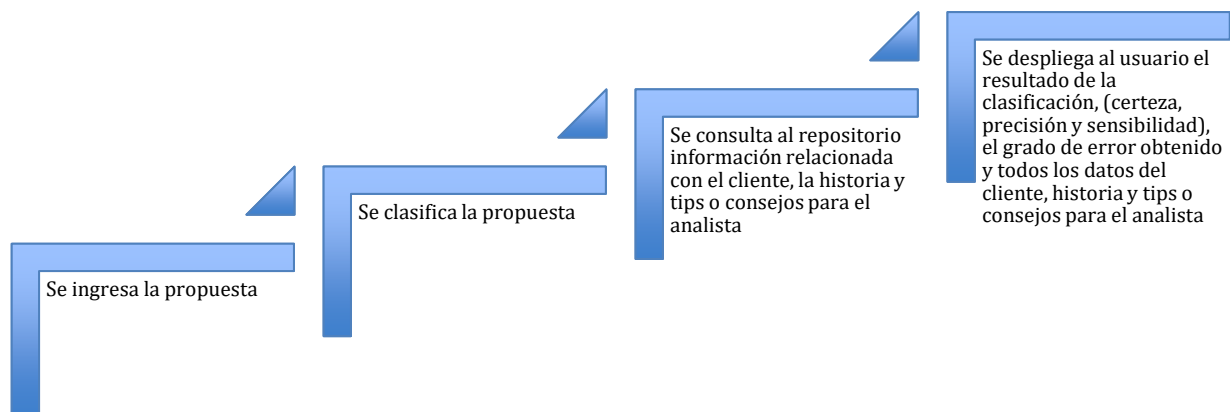 Se ingresa la propuesta
Se clasifica la propuesta
Se consulta al repositorio
información relacionada
con el cliente, la historia y
tips o consejos para el
analista
Se despliega al usuario el
resultado de la
clasificación, (certeza,
precisión y sensibilidad),
el grado de error obtenido
y todos los datos del
cliente, historia y tips o
consejos para el analista